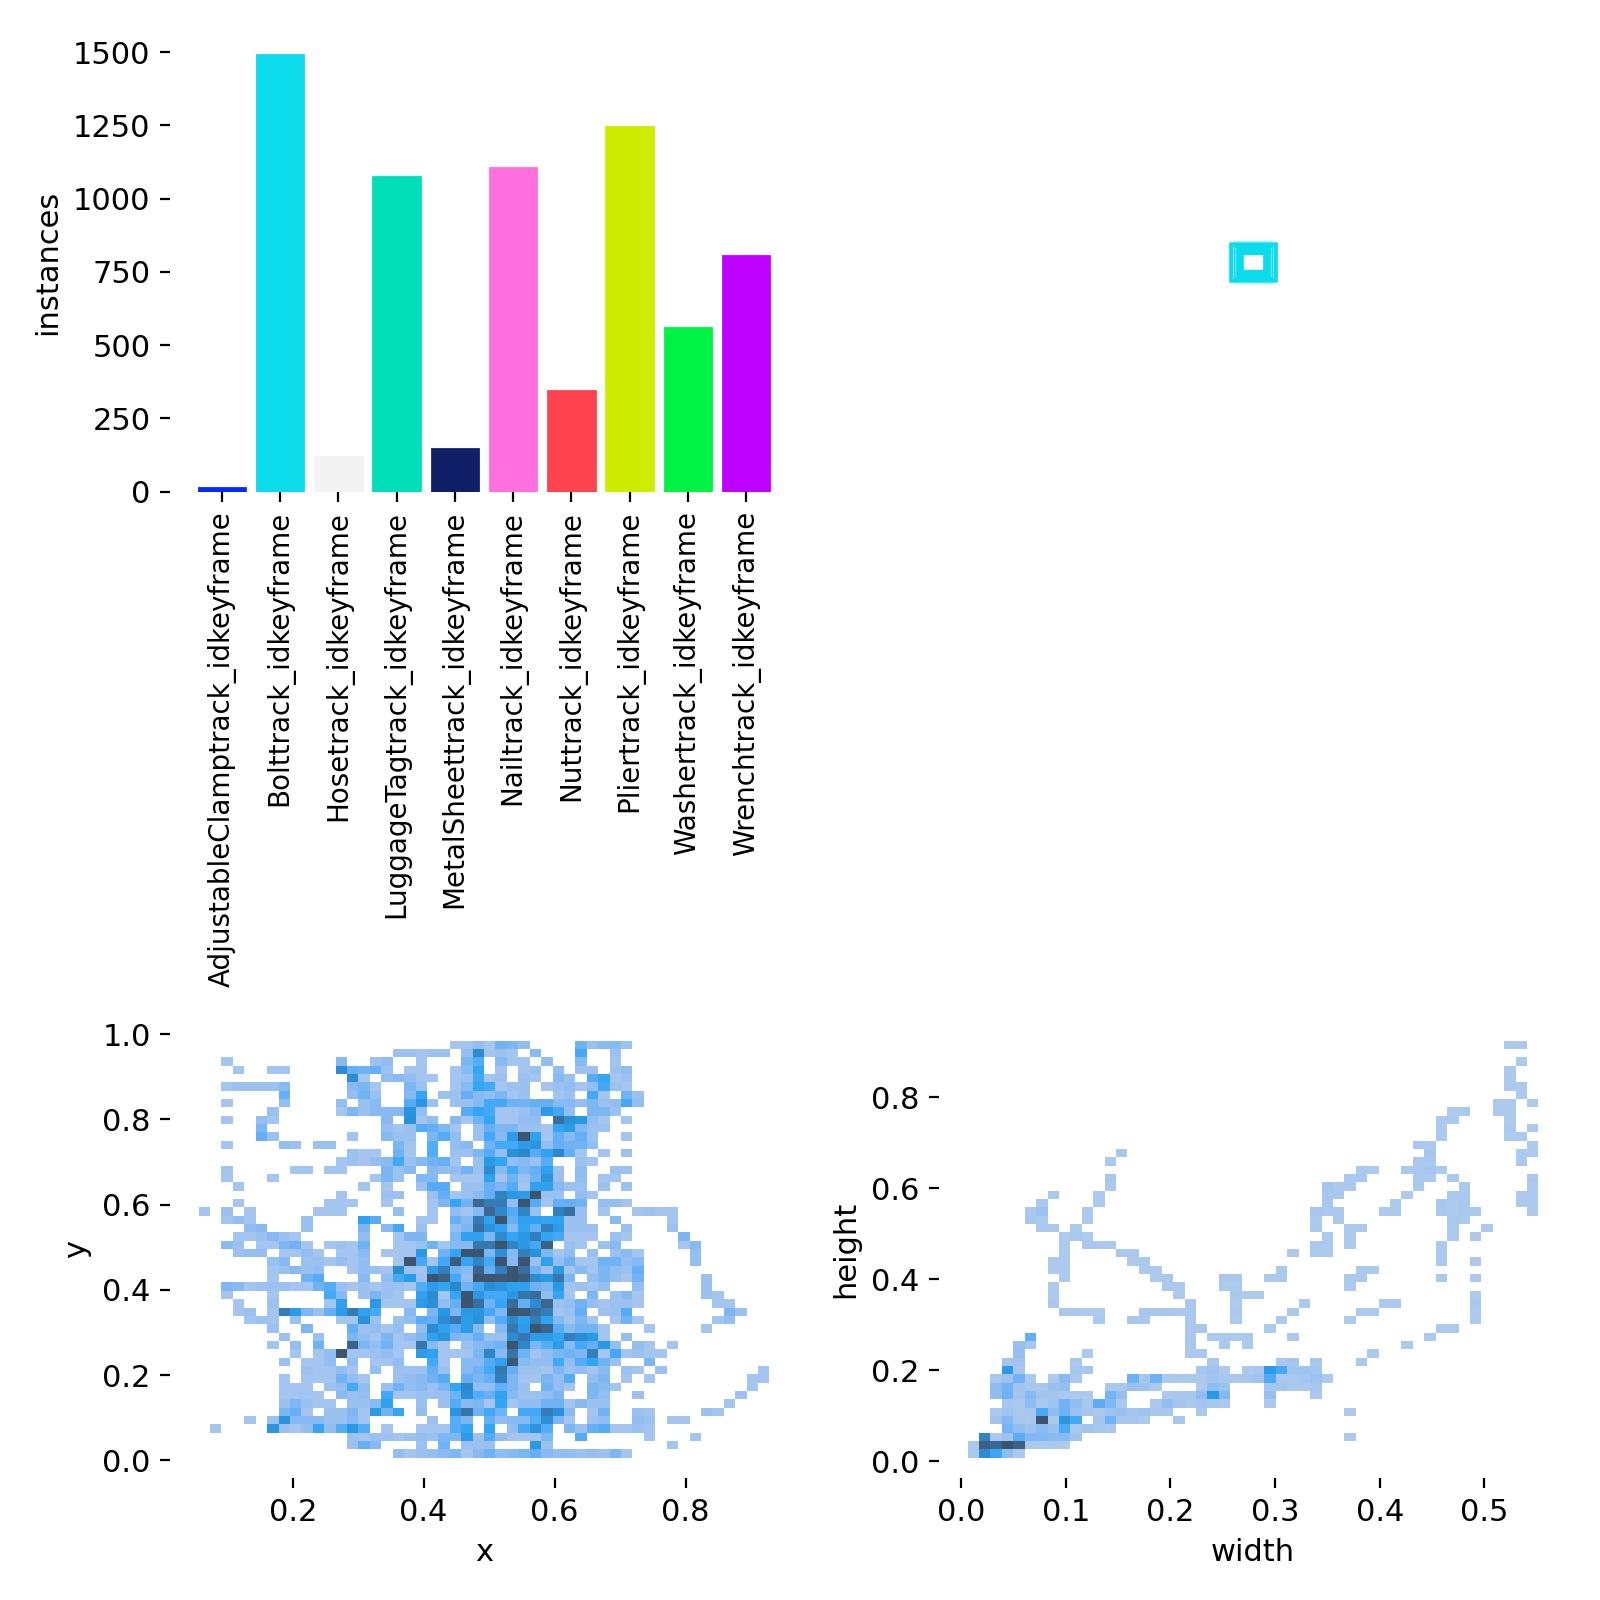 1500
1250
1000
750
500
250
0
instances
AdjustableClamptrack_idkeyframe
Bolttrack_idkeyframe
Hosetrack_idkeyframe
LuggageTagtrack_idkeyframe
MetalSheettrack_idkeyframe
Nailtrack_idkeyframe
Nuttrack_idkeyframe
Pliertrack_idkeyframe
Washertrack_idkeyframe
Wrenchtrack_idkeyframe
1.0
0.8
0.6
0.4
0.2
0.0
y
0.2 0.4 0.6 0.8
x
0.8
0.6
0.4
0.2
0.0
height
0.0 0.1 0.2 0.3 0.4 0.5
width